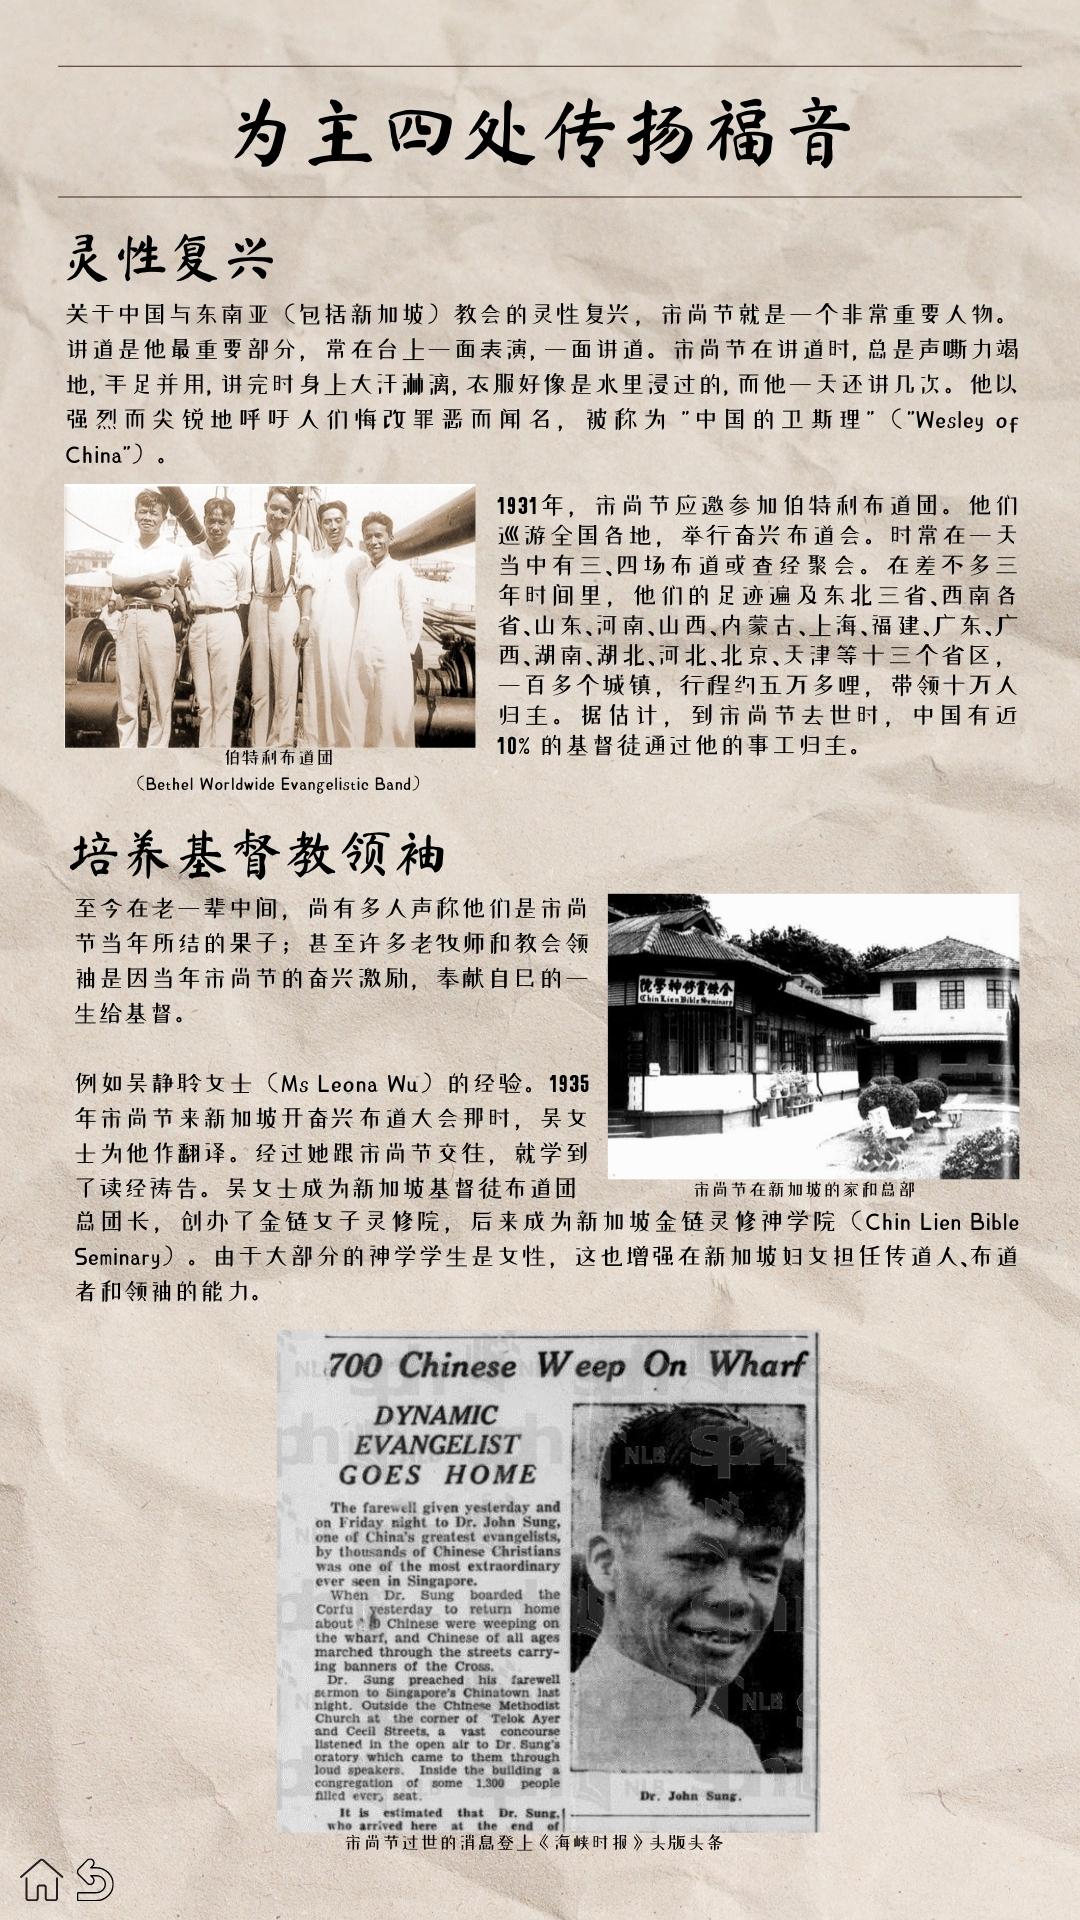 为主四处传扬福音
灵性复兴
关于中国与东南亚（包括新加坡）教会的灵性复兴，市尚节就是一个非常重要人物。
讲道是他最重要部分，常在台上一面表演，一面讲道。市尚节在讲道时，总是声嘶力竭
地，手足并用，讲完时身上大汗淋漓，衣服好像是水里浸过的，而他一天还讲几次。他以
强烈而尖锐地呼吁人们悔改罪恶而闻名，被称为 "中国的卫斯理"（"Wesley of
China"）。
1931年，市尚节应邀参加伯特利布道团。他们
巡游全国各地，举行奋兴布道会。时常在一天
当中有三、四场布道或查经聚会。在差不多三
年时间里，他们的足迹遍及东北三省、西南各
省、山东、河南、山西、内蒙古、上海、福建、广东、广
西、湖南、湖北、河北、北京、天津等十三个省区，
一百多个城镇，行程约五万多哩，带领十万人
归主。据估计，到市尚节去世时，中国有近
10% 的基督徒通过他的事工归主。
伯特利布道团
（Bethel Worldwide Evangelistic Band）
培养基督教领袖
至今在老一辈中间，尚有多人声称他们是市尚
节当年所结的果子；甚至许多老牧师和教会领
袖是因当年市尚节的奋兴激励，奉献自己的一
生给基督。
例如吴静聆女士（Ms Leona Wu）的经验。1935
年市尚节来新加坡开奋兴布道大会那时，吴女
士为他作翻译。经过她跟市尚节交往，就学到
了读经祷告。吴女士成为新加坡基督徒布道团
总团长，创办了金链女子灵修院，后来成为新加坡金链灵修神学院（Chin Lien Bible
Seminary）。由于大部分的神学学生是女性，这也增强在新加坡妇女担任传道人、布道
者和领袖的能力。
院學神修靈鍊金
Chin Lien Bible Seminary
市尚节在新加坡的家和总部
700 Chinese Weep On Wharf
DYNAMIC
EVANGELIST
GOES HOME
The farewell given yesterday and
on Friday night to Dr. John Sung,
one of China's greatest evangelists,
by thousands of Chinese Christians
was one of the most extraordinary
ever seen in Singapore.
When Dr. Sung boarded the
Corfu yesterday to return home
about Chinese were weeping on
the wharf, and Chinese of all ages
marched through the streets carry-
ing banners of the Cross.
Dr. Sung preached his farewell
sermon to Singapore's Chinatown last
night. Outside the Chinese Methodist
Church at the corner of Telok Ayer
and Cecil Streets, a vast concourse
listened in the open air to Dr. Sung's
oratory which came to them through
loud speakers. Inside the building a
congregation of some 1,300 people
filled every seat.
It is estimated that Dr. Sung,
who arrived here at the end of
Dr. John Sung.
NLB
sph
NLB
市尚节过世的消息登上《海峡时报》头版头条